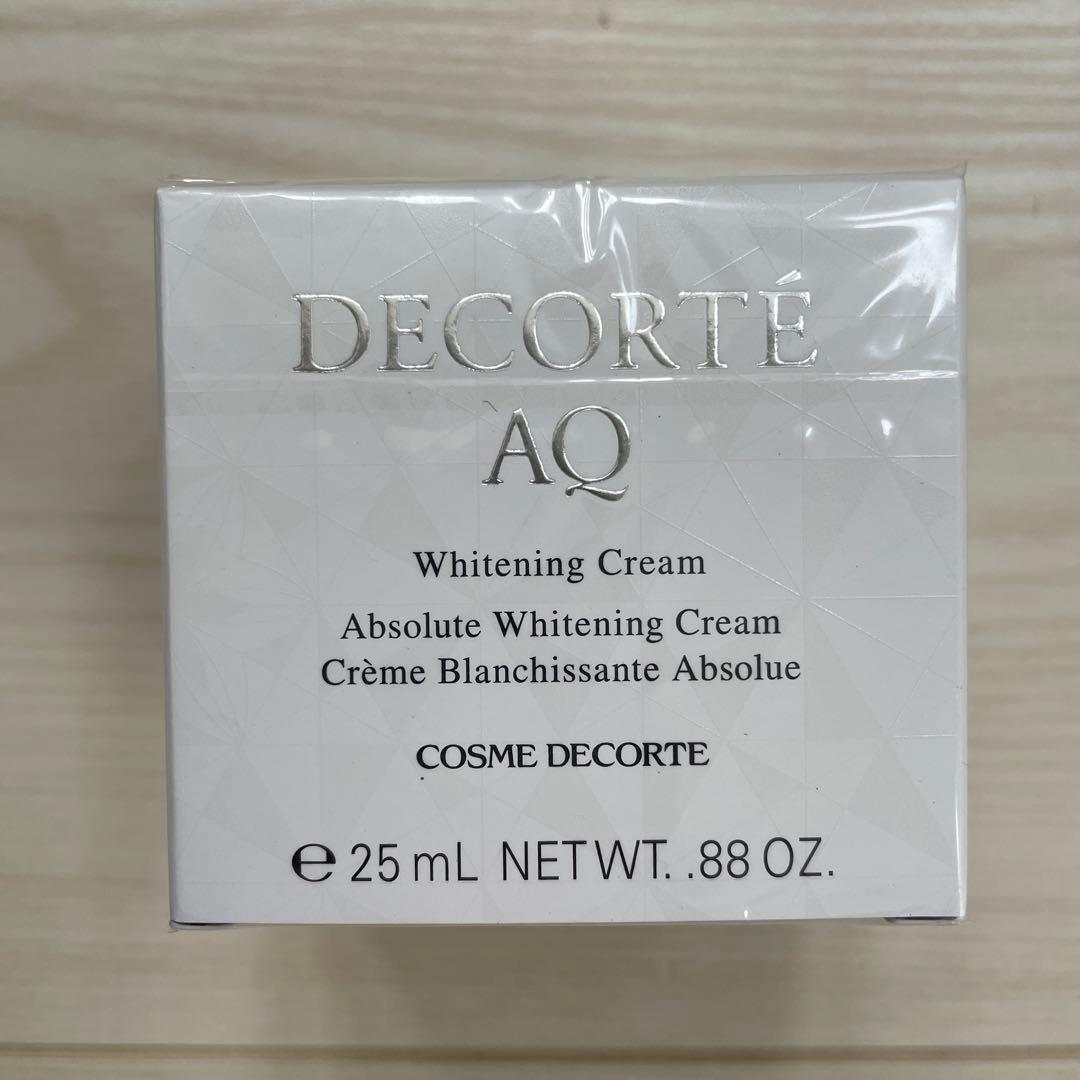 DECORTÉ
AQ
Whitening Cream
Absolute Whitening Cream
Crème Blanchissante Absolue
COSME DECORTE
℮ 25 mL NET WT. .88 OZ.